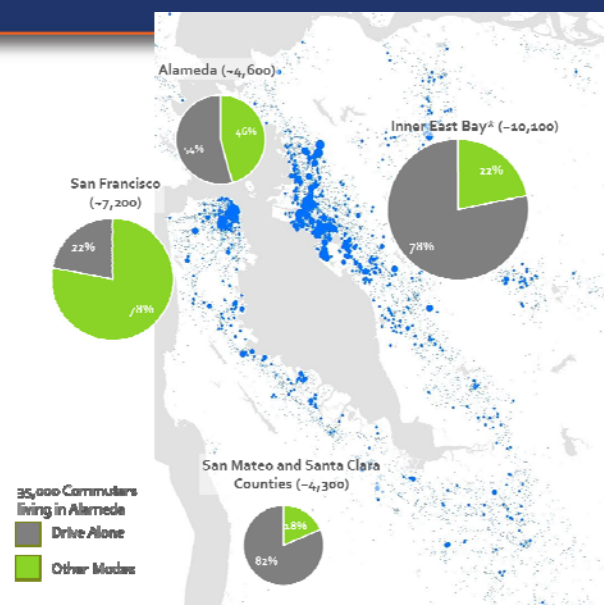 Alameda (~4,600)
46%
54%
Inner East Bay² (~10,100)
22%
78%
San Francisco
(~7,200)
22%
78%
San Mateo and Santa Clara
Counties (~4,300)
18%
82%
35,000 Commuters
living in Alameda
Drive Alone
Other Modes